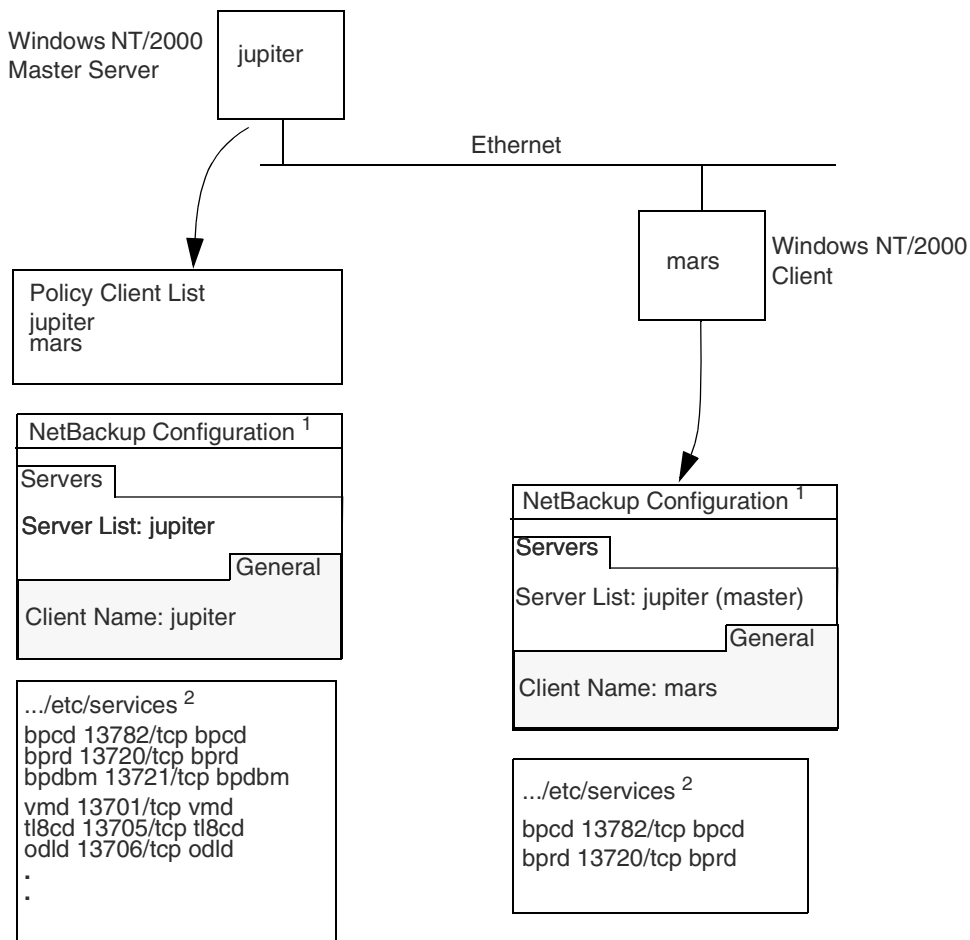 Windows NT/2000
Master Server
jupiter
Ethernet
mars
Windows NT/2000
Client
Policy Client List
jupiter
mars
NetBackup Configuration 1
Servers
Server List: jupiter
General
Client Name: jupiter
.../etc/services 2
bpcd 13782/tcp bpcd
bprd 13720/tcp bprd
bpdbm 13721/tcp bpdbm
vmd 13701/tcp vmd
tl8cd 13705/tcp tl8cd
odld 13706/tcp odld
.
.
NetBackup Configuration 1
Servers
Server List: jupiter (master)
General
Client Name: mars
.../etc/services 2
bpcd 13782/tcp bpcd
bprd 13720/tcp bprd